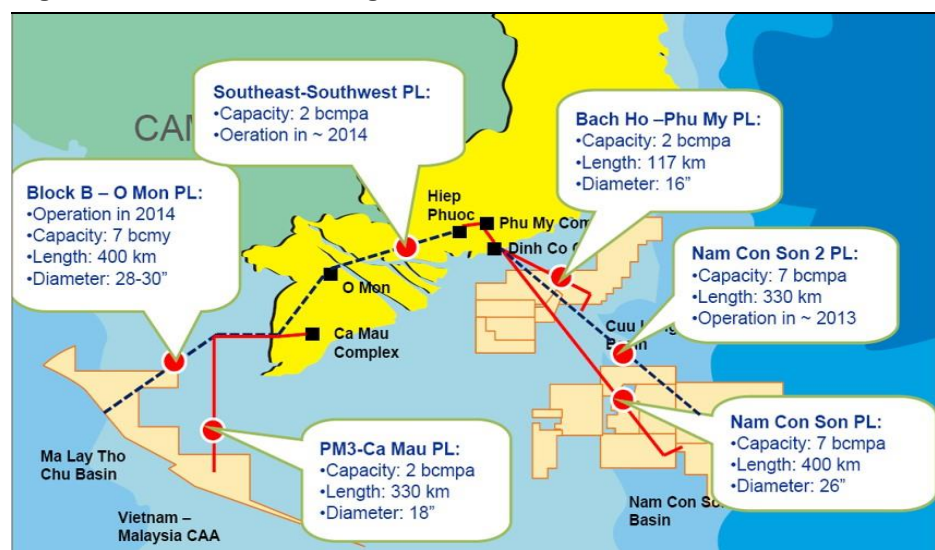 Southeast-Southwest PL:
•Capacity: 2 bcmpa
•Oeration in ~ 2014
Bach Ho –Phu My PL:
•Capacity: 2 bcmpa
•Length: 117 km
•Diameter: 16”
Block B – O Mon PL:
•Operation in 2014
•Capacity: 7 bcmy
•Length: 400 km
•Diameter: 28-30”
Hiep
Phuoc
Phu My
Dinh Co
O Mon
Nam Con Son 2 PL:
•Capacity: 7 bcmpa
•Length: 330 km
•Operation in ~ 2013
Ca Mau
Complex
Cuu
PM3-Ca Mau PL:
•Capacity: 2 bcmpa
•Length: 330 km
•Diameter: 18”
Nam Con Son PL:
•Capacity: 7 bcmpa
•Length: 400 km
•Diameter: 26”
Ma Lay Tho
Chu Basin
Vietnam –
Malaysia CAA
Nam Con
Basin